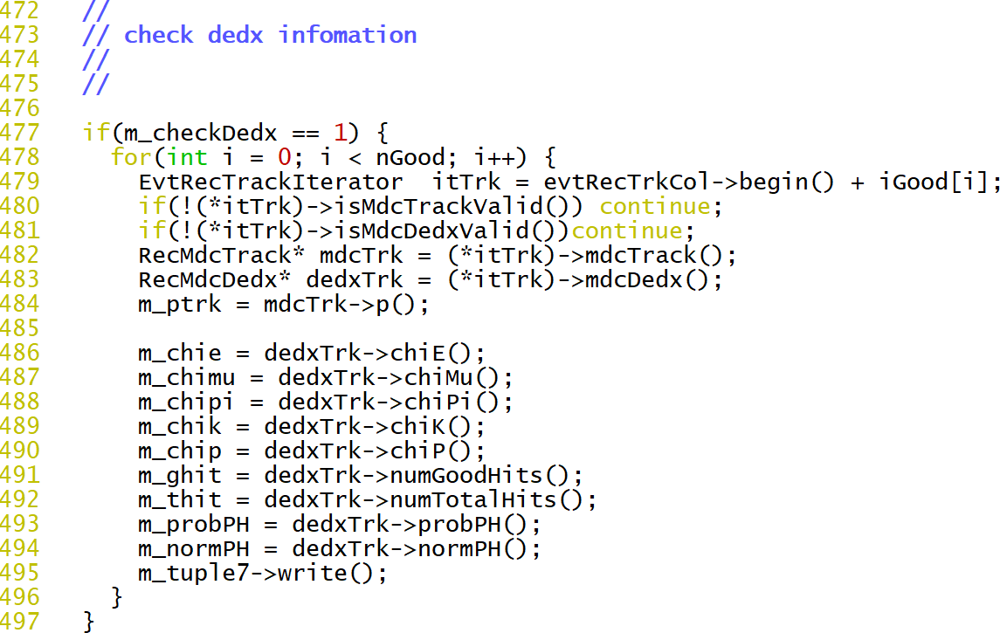 472   //
473   // check dedx infomation
474   //
475   //
476
477   if(m_checkDedx == 1) {
478     for(int i = 0; i < nGood; i++) {
479       EvtRecTrackIterator  itTrk = evtRecTrkCol->begin() + iGood[i];
480       if(!(*itTrk)->isMdcTrackValid()) continue;
481       if(!(*itTrk)->isMdcDedxValid())continue;
482       RecMdcTrack* mdcTrk = (*itTrk)->mdcTrack();
483       RecMdcDedx* dedxTrk = (*itTrk)->mdcDedx();
484       m_ptrk = mdcTrk->p();
485
486       m_chie = dedxTrk->chiE();
487       m_chimu = dedxTrk->chiMu();
488       m_chipi = dedxTrk->chiPi();
489       m_chik = dedxTrk->chiK();
490       m_chip = dedxTrk->chiP();
491       m_ghit = dedxTrk->numGoodHits();
492       m_thit = dedxTrk->numTotalHits();
493       m_probPH = dedxTrk->probPH();
494       m_normPH = dedxTrk->normPH();
495       m_tuple7->write();
496     }
497   }